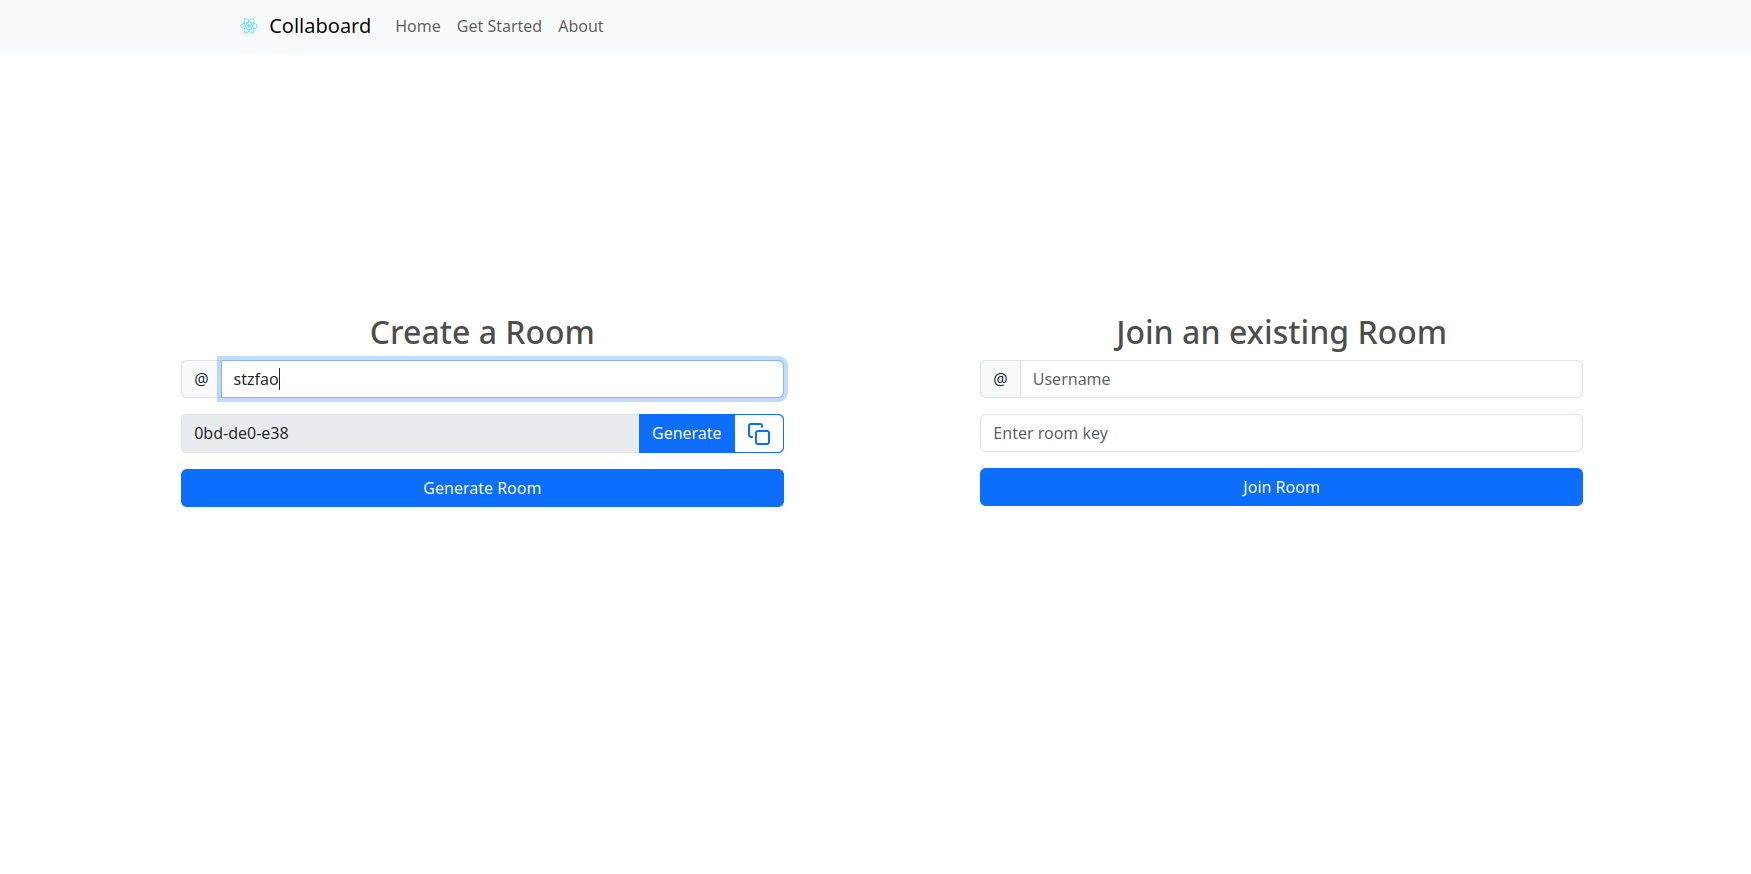 Collaboard Home Get Started About
Create a Room
@ stzfao
0bd-de0-e38 Generate
Generate Room
Join an existing Room
@ Username
Enter room key
Join Room